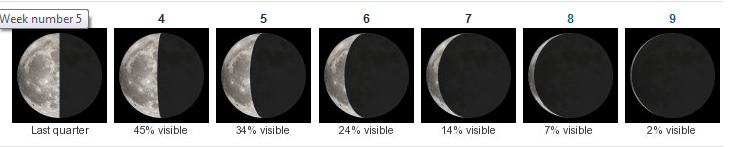 Week number 5
4 5 6 7 8 9
Last quarter 45% visible 34% visible 24% visible 14% visible 7% visible 2% visible